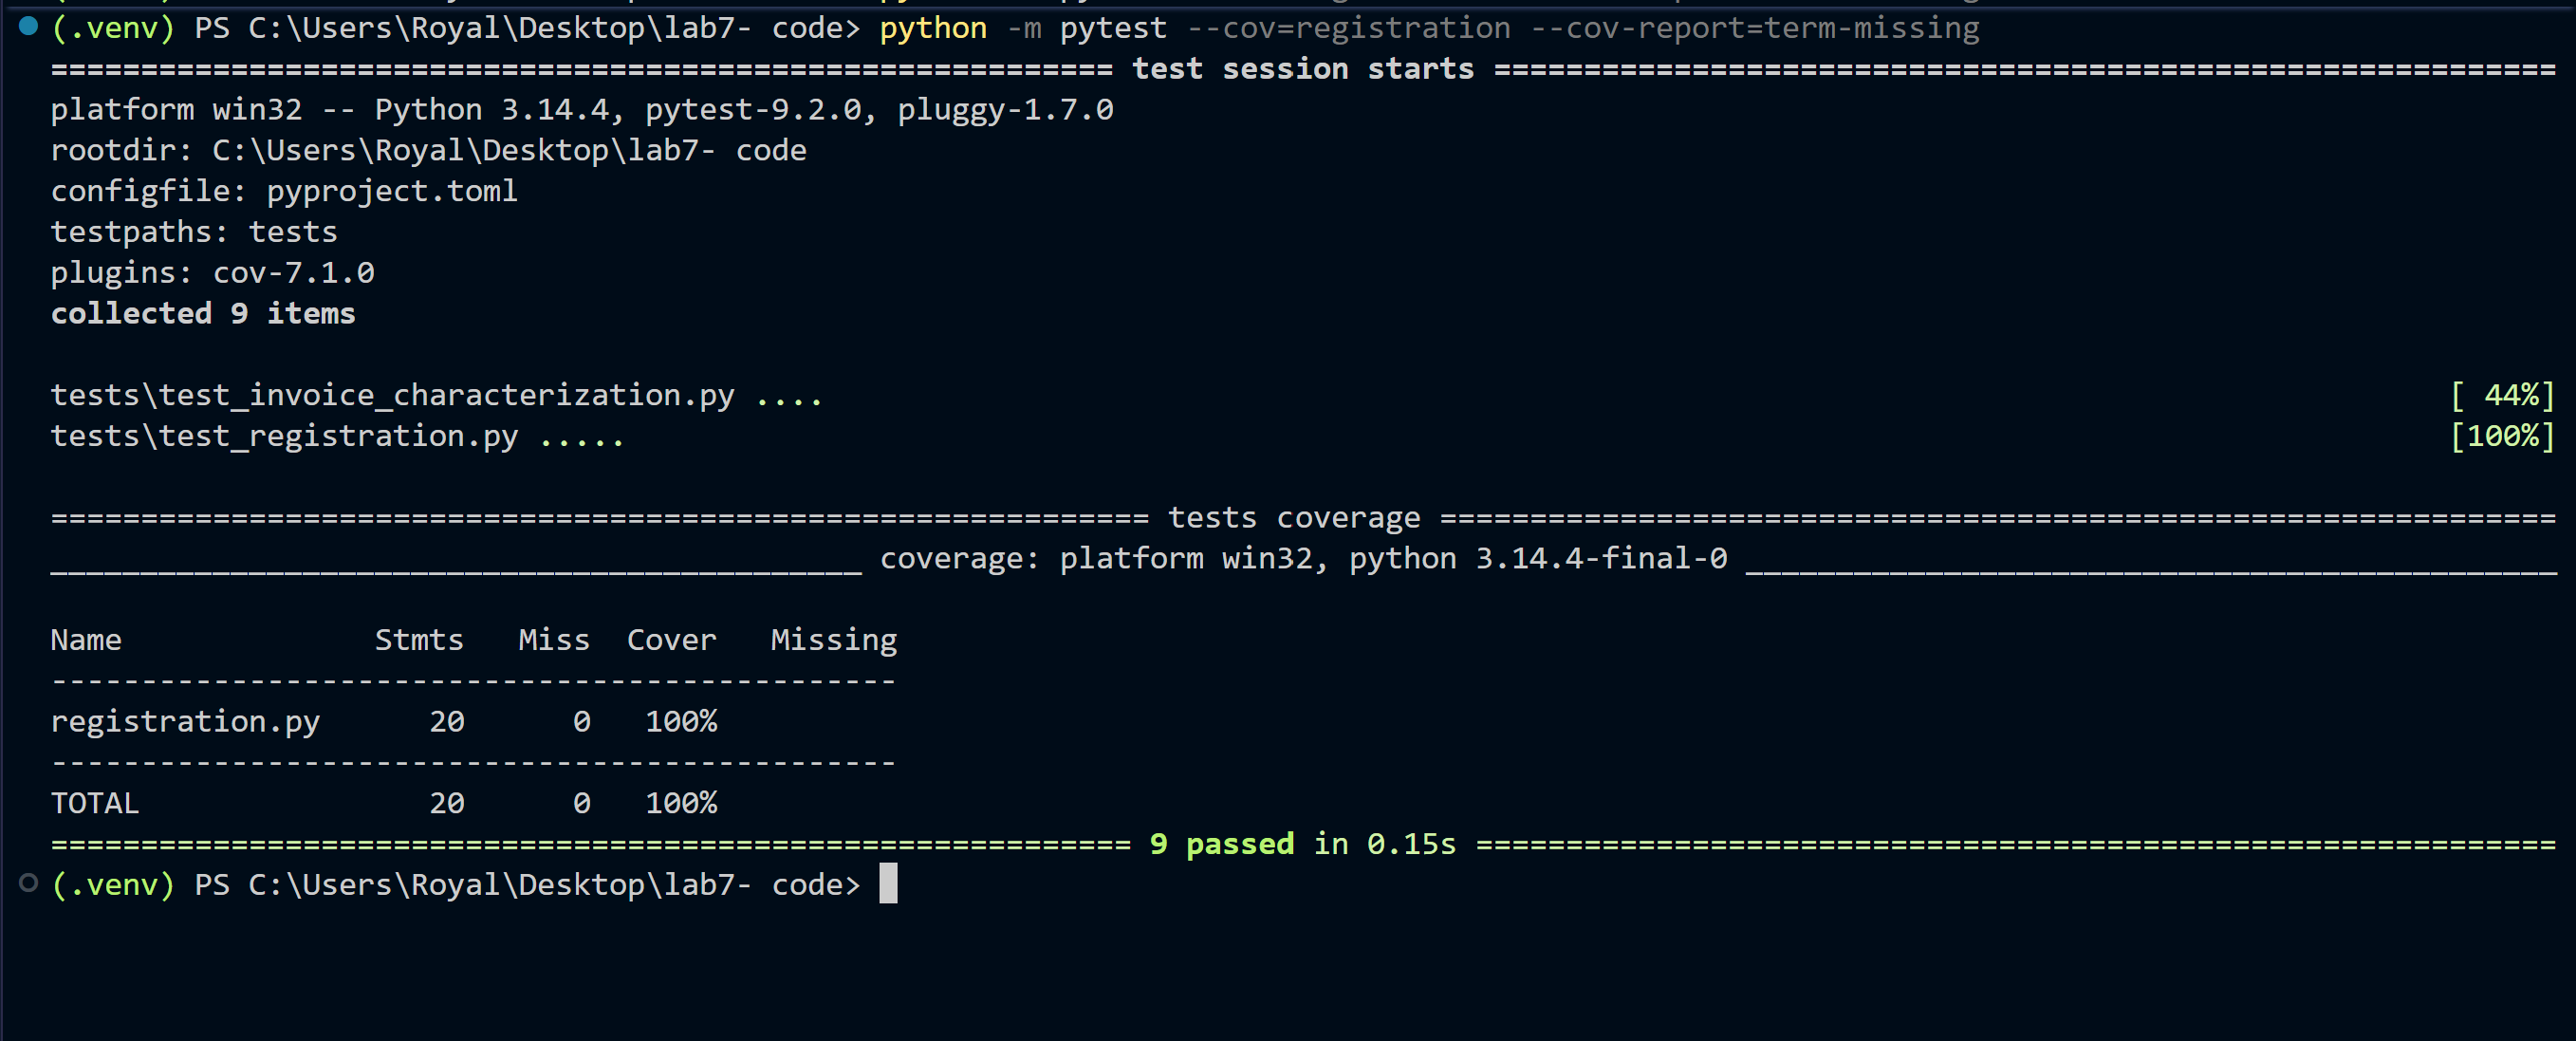 (.venv) PS C:\Users\Royal\Desktop\lab7- code> python -m pytest --cov=registration --cov-report=term-missing
=========================================================== test session starts ===========================================================
platform win32 -- Python 3.14.4, pytest-9.2.0, pluggy-1.7.0
rootdir: C:\Users\Royal\Desktop\lab7- code
configfile: pyproject.toml
testpaths: tests
plugins: cov-7.1.0
collected 9 items
tests\test_invoice_characterization.py .... [ 44%]
tests\test_registration.py ..... [100%]
============================================================= tests coverage ==============================================================
_____________________________________________ coverage: platform win32, python 3.14.4-final-0 _____________________________________________
Name Stmts Miss Cover Missing
-----------------------------------------------
registration.py 20 0 100%
-----------------------------------------------
TOTAL 20 0 100%
============================================================ 9 passed in 0.15s ============================================================
(.venv) PS C:\Users\Royal\Desktop\lab7- code>